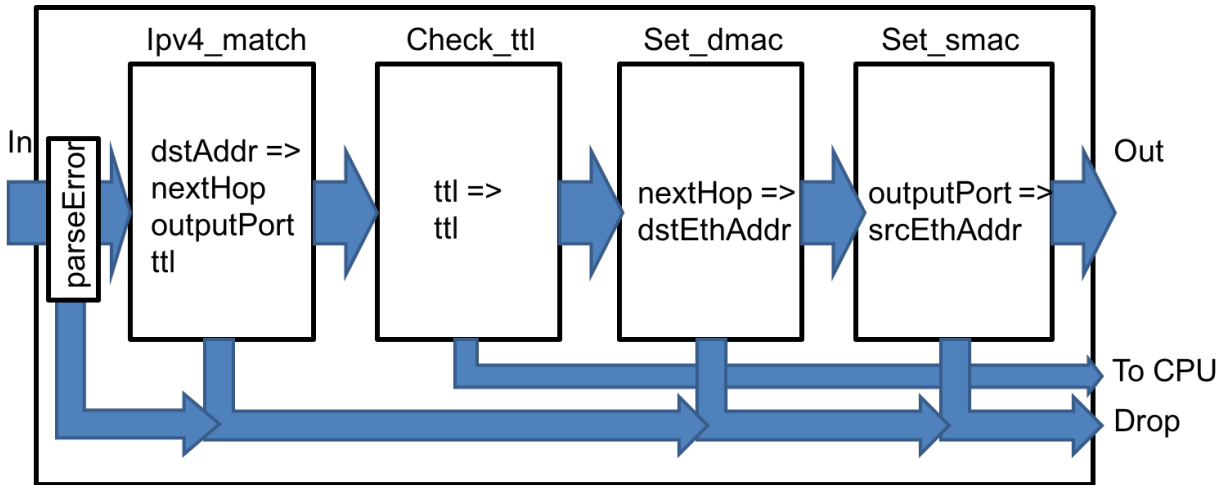 Ipv4_match
Check_ttl
Set_dmac
Set_smac
In
parseError
dstAddr =>
nextHop
outputPort
ttl
ttl =>
ttl
nextHop =>
dstEthAddr
outputPort =>
srcEthAddr
Out
To CPU
Drop